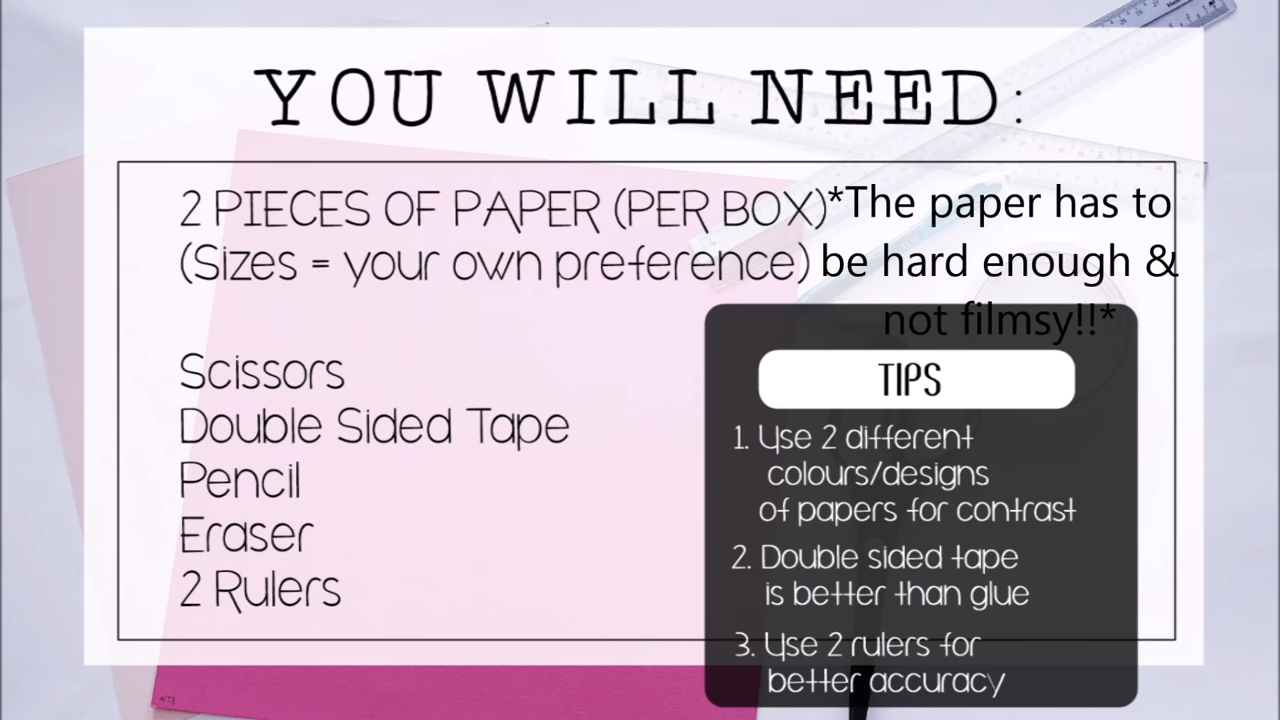 YOU WILL NEED:
2 PIECES OF PAPER (PER BOX)*The paper has to
(Sizes = your own preference) be hard enough &
not filmsy!!*
Scissors
Double Sided Tape
Pencil
Eraser
2 Rulers
TIPS
1. Use 2 different
colours/designs
of papers for contrast
2. Double sided tape
is better than glue
3. Use 2 rulers for
better accuracy